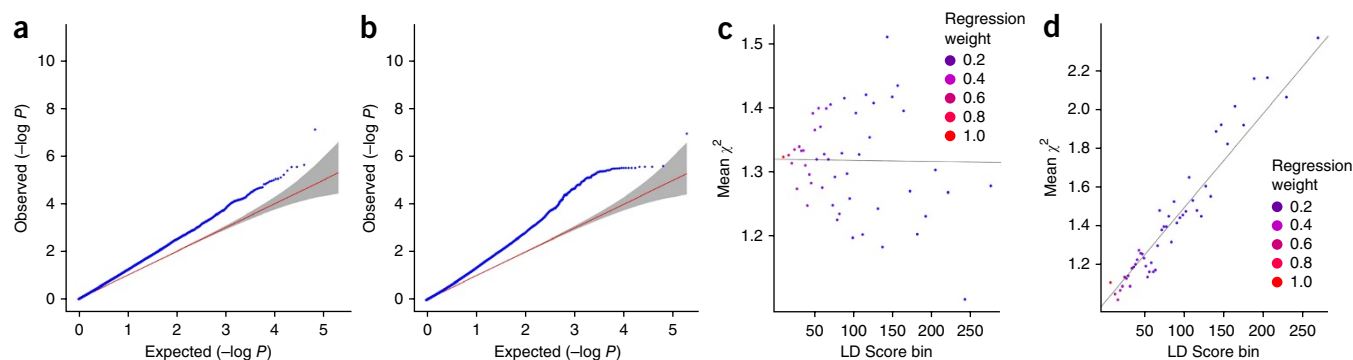 a
Observed (–log P)
10
8
6
4
2
0
0 1 2 3 4 5
Expected (–log P)
b
Observed (–log P)
10
8
6
4
2
0
0 1 2 3 4 5
Expected (–log P)
c
Mean χ²
1.5
1.4
1.3
1.2
50 100 150 200 250
LD Score bin
Regression
weight
0.2
0.4
0.6
0.8
1.0
d
Mean χ²
2.2
2.0
1.8
1.6
1.4
1.2
50 100 150 200 250
LD Score bin
Regression
weight
0.2
0.4
0.6
0.8
1.0